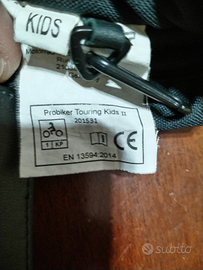 KIDS
Probiker Touring Kids II
201531
1 KP
CE
EN 13594:2014
subito